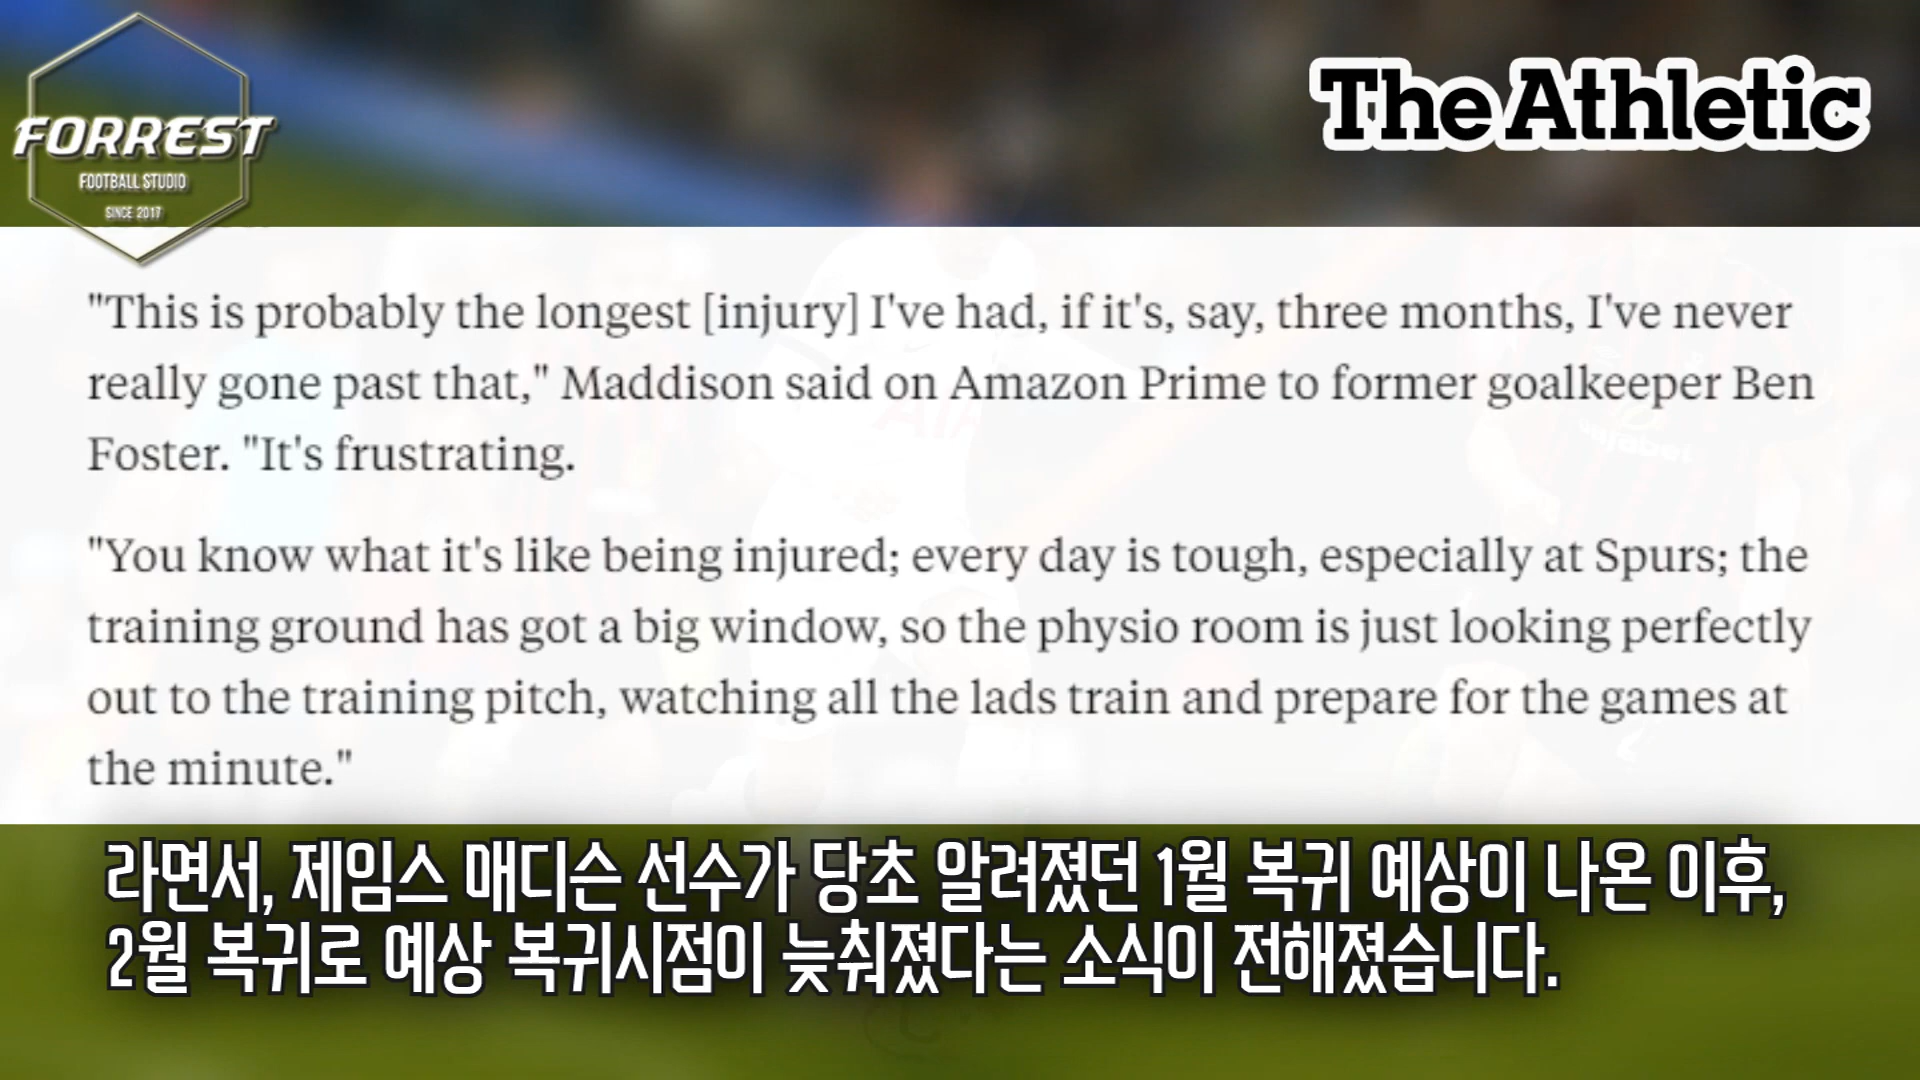 FORREST
FOOTBALL STUDIO
SINCE 2017
The Athletic
"This is probably the longest [injury] I've had, if it's, say, three months, I've never
really gone past that," Maddison said on Amazon Prime to former goalkeeper Ben
Foster. "It's frustrating.
"You know what it's like being injured; every day is tough, especially at Spurs; the
training ground has got a big window, so the physio room is just looking perfectly
out to the training pitch, watching all the lads train and prepare for the games at
the minute."
라면서, 제임스 매디슨 선수가 당초 알려졌던 1월 복귀 예상이 나온 이후,
2월 복귀로 예상 복귀시점이 늦춰졌다는 소식이 전해졌습니다.